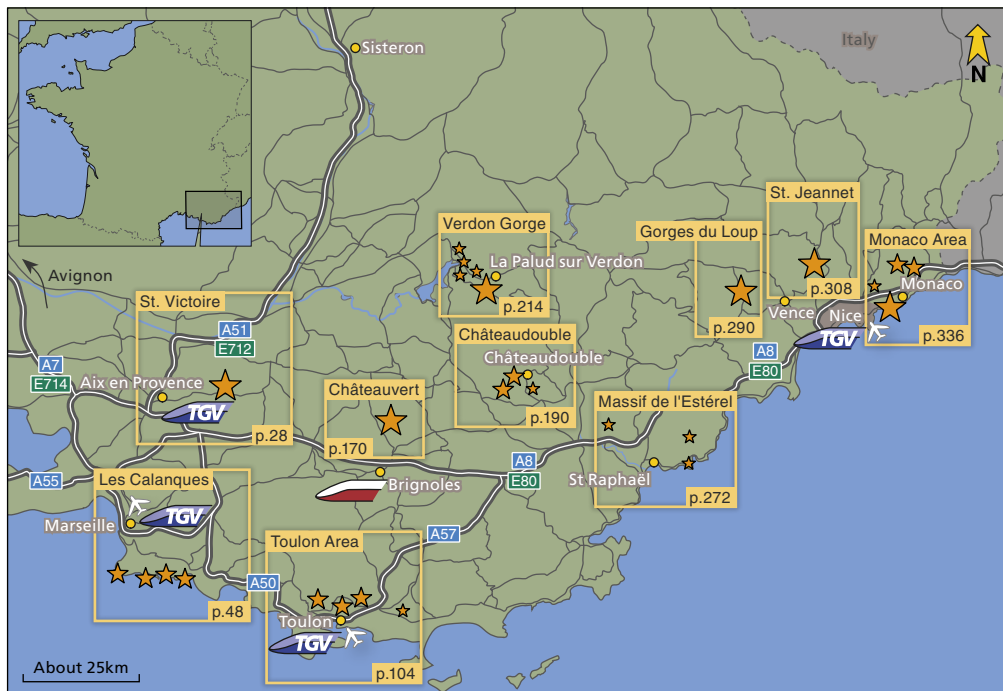 Sisteron
Italy
N
St. Jeannet
p.308
Verdon Gorge
La Palud sur Verdon
p.214
Gorges du Loup
p.290
Monaco Area
Monaco
p.336
Avignon
St. Victoire
A51
E712
Aix en Provence
TGV
p.28
Vence
Nice
TGV
A7
E714
A8
E80
Châteaudouble
Châteaudouble
p.190
Châteauvert
p.170
Massif de l'Estérel
St Raphaël
p.272
A8
E80
Brignoles
A55
Les Calanques
Marseille
TGV
p.48
A57
Toulon Area
A50
Toulon
TGV
p.104
About 25km